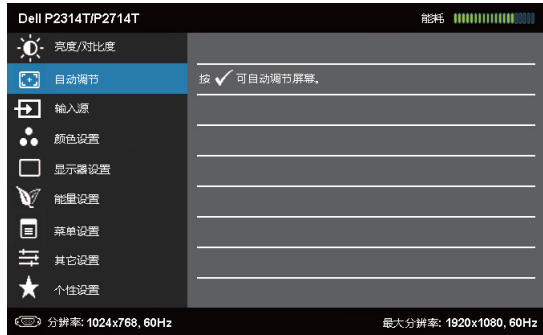 Dell P2314T/P2714T 能耗
亮度/对比度
自动调节 按 ✓ 可自动调节屏幕。
输入源
颜色设置
显示器设置
能量设置
菜单设置
其它设置
个性设置
分辨率: 1024x768, 60Hz 最大分辨率: 1920x1080, 60Hz